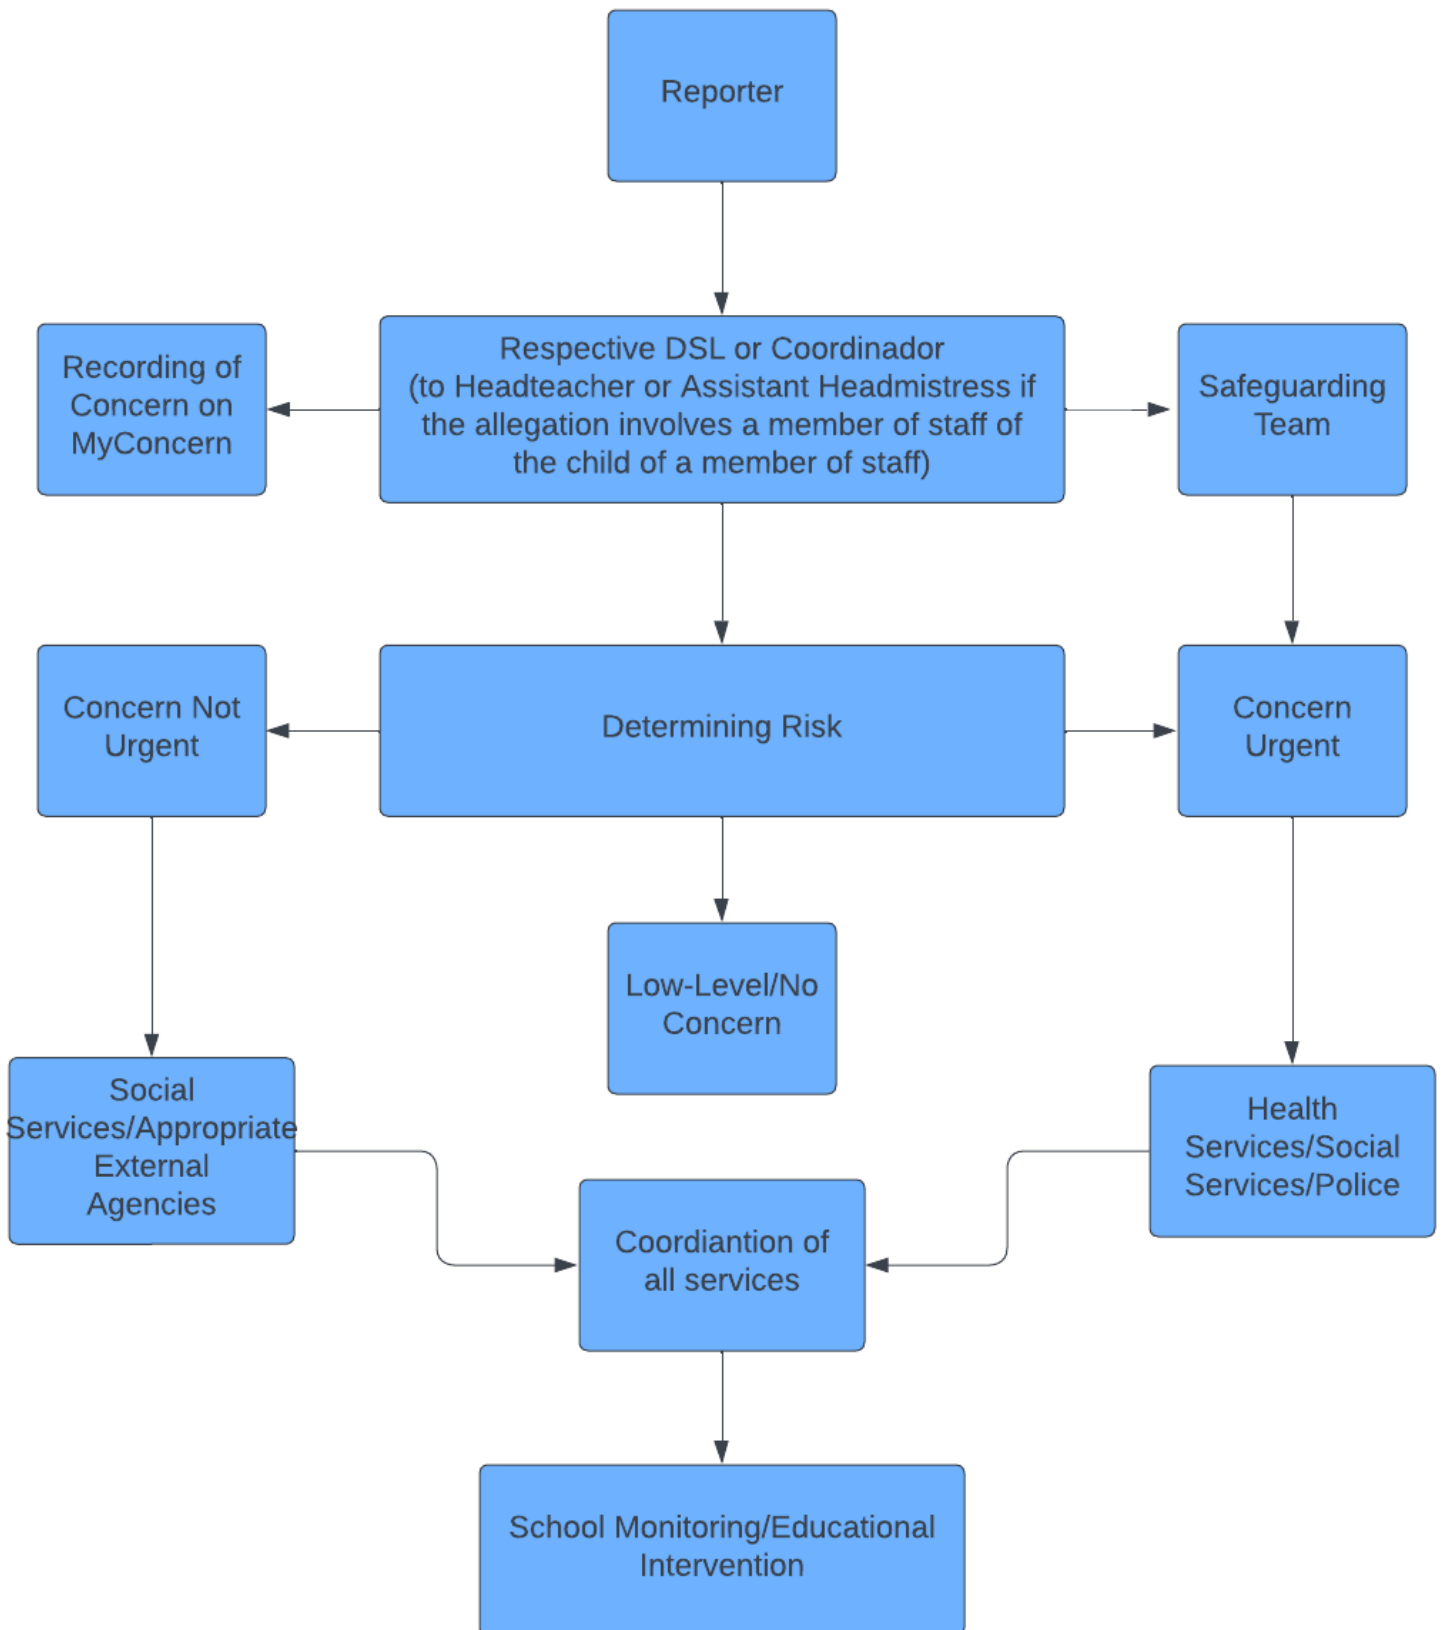 Reporter
Recording of
Concern on
MyConcern
Respective DSL or Coordinador
(to Headteacher or Assistant Headmistress if
the allegation involves a member of staff of
the child of a member of staff)
Safeguarding
Team
Concern Not
Urgent
Determining Risk
Concern
Urgent
Low-Level/No
Concern
Social
Services/Appropriate
External
Agencies
Health
Services/Social
Services/Police
Coordiantion of
all services
School Monitoring/Educational
Intervention